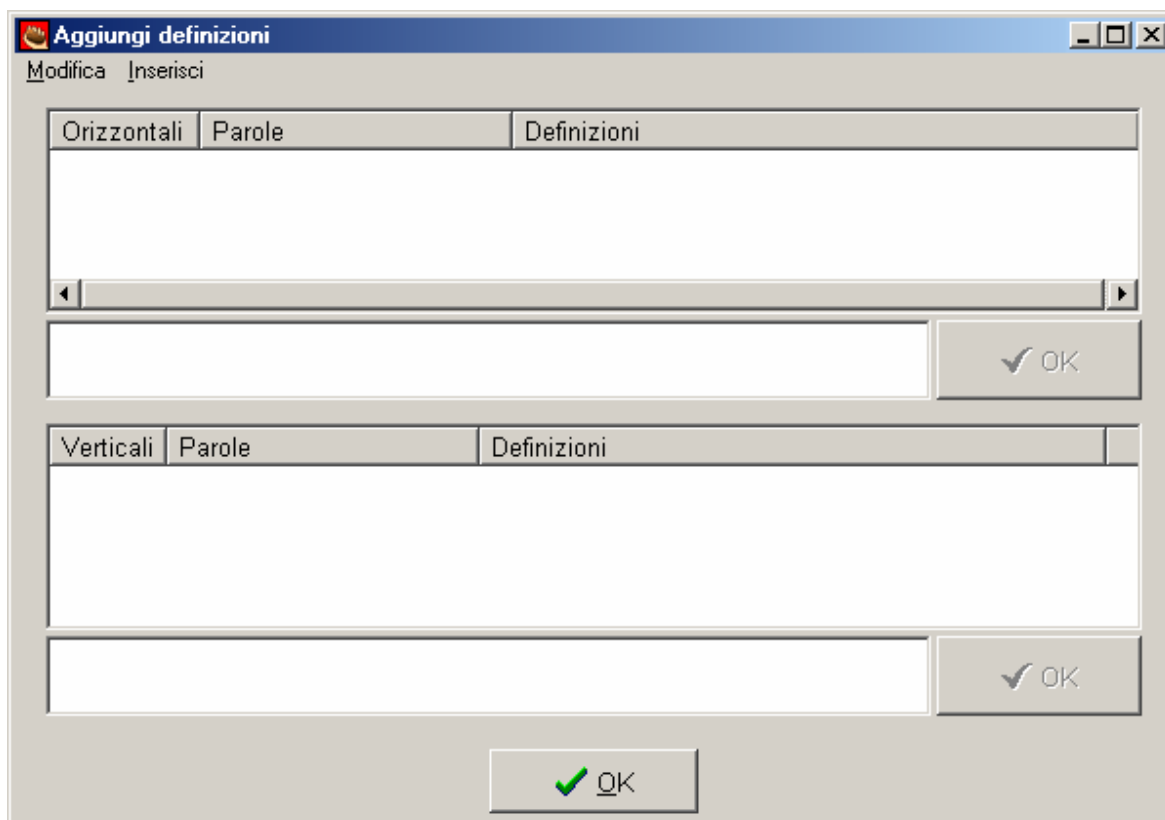 Aggiungi definizioni
Modifica Inserisci
Orizzontali Parole Definizioni
OK
Verticali Parole Definizioni
OK
OK